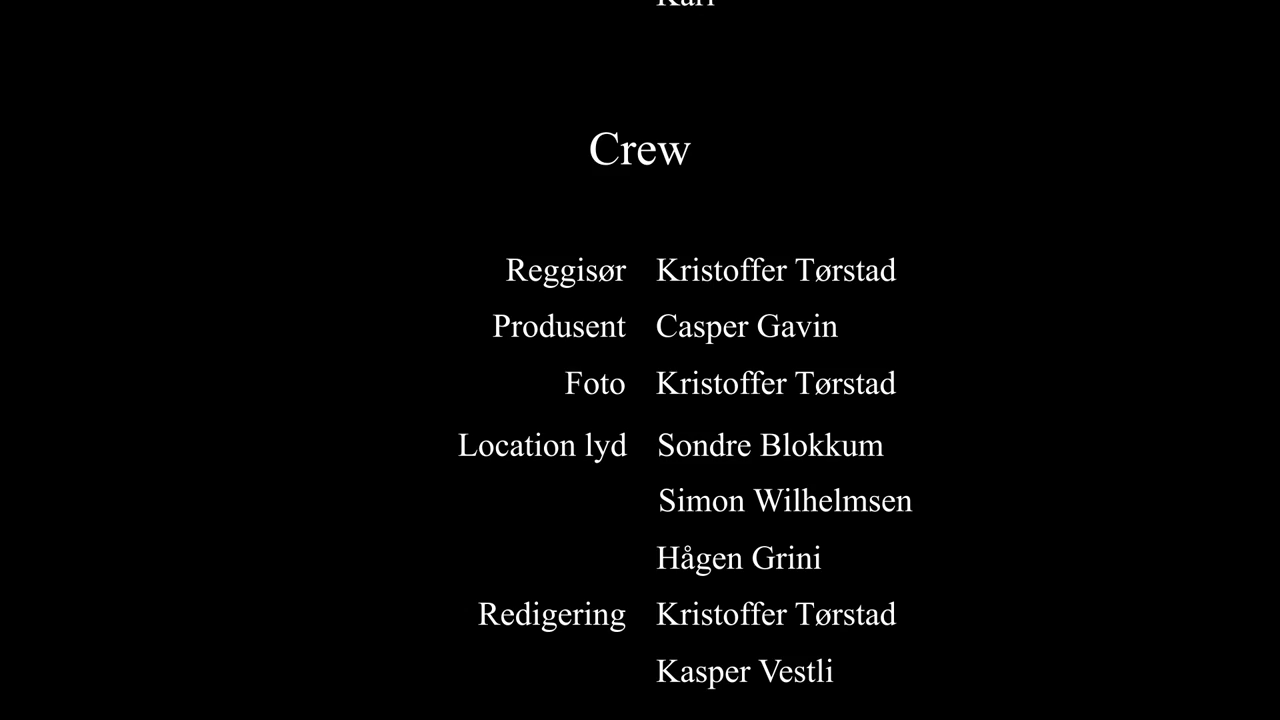 Crew
Reggisør Kristoffer Tørstad
Produsent Casper Gavin
Foto Kristoffer Tørstad
Location lyd Sondre Blokkum
Simon Wilhelmsen
Hågen Grini
Redigering Kristoffer Tørstad
Kasper Vestli